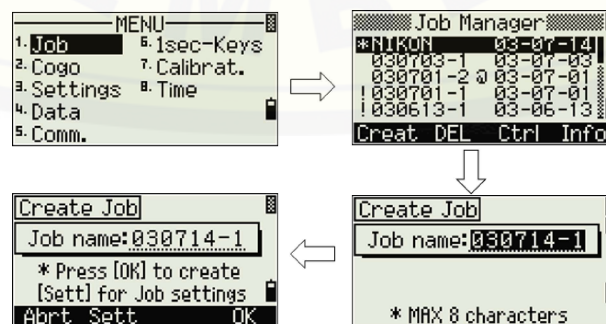 MENU
1. Job
2. Cogo
3. Settings
4. Data
5. Comm.
6. 1sec-Keys
7. Calibrat.
8. Time
Job Manager
*NIKON 03-07-14
030703-1 03-07-03
030701-2 @ 03-07-01
!030701-1 03-07-01
!030613-1 03-06-13
Creat DEL Ctrl Info
Create Job
Job name:030714-1
* MAX 8 characters
Create Job
Job name:030714-1
* Press [OK] to create
[Sett] for Job settings
Abrt Sett OK